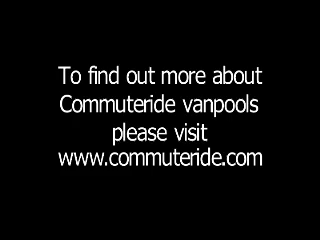 To find out more about
Commuteride vanpools
please visit
www.commuteride.com